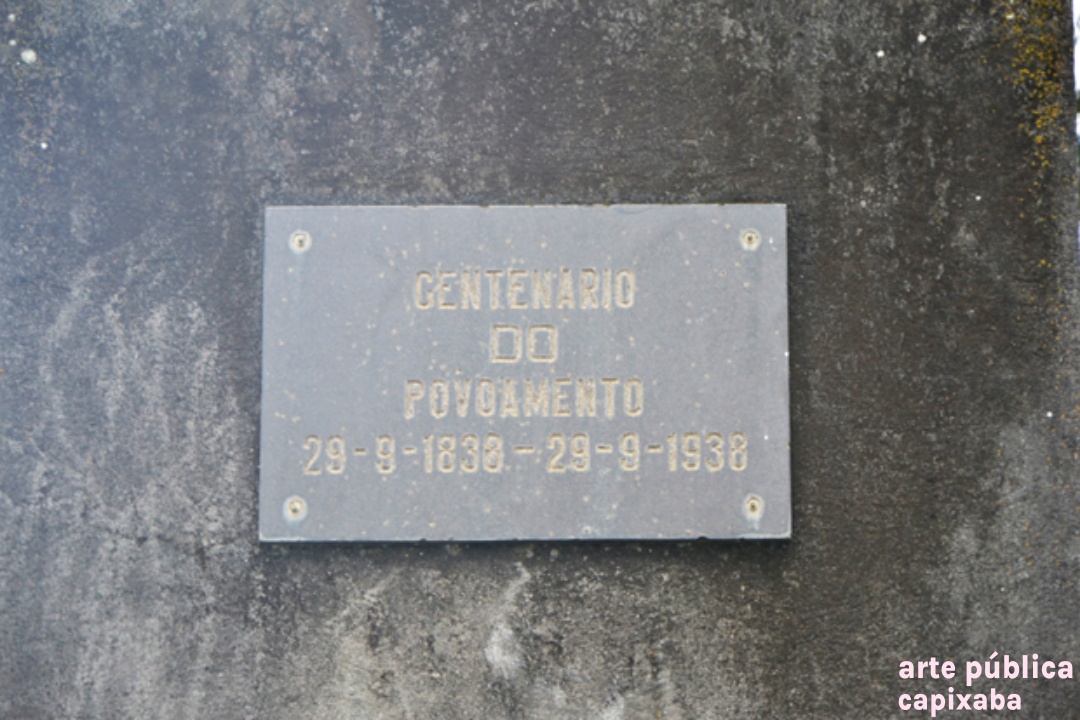 CENTENARIO
DO
POVOAMENTO
29-9-1838-29-9-1938
arte pública
capixaba